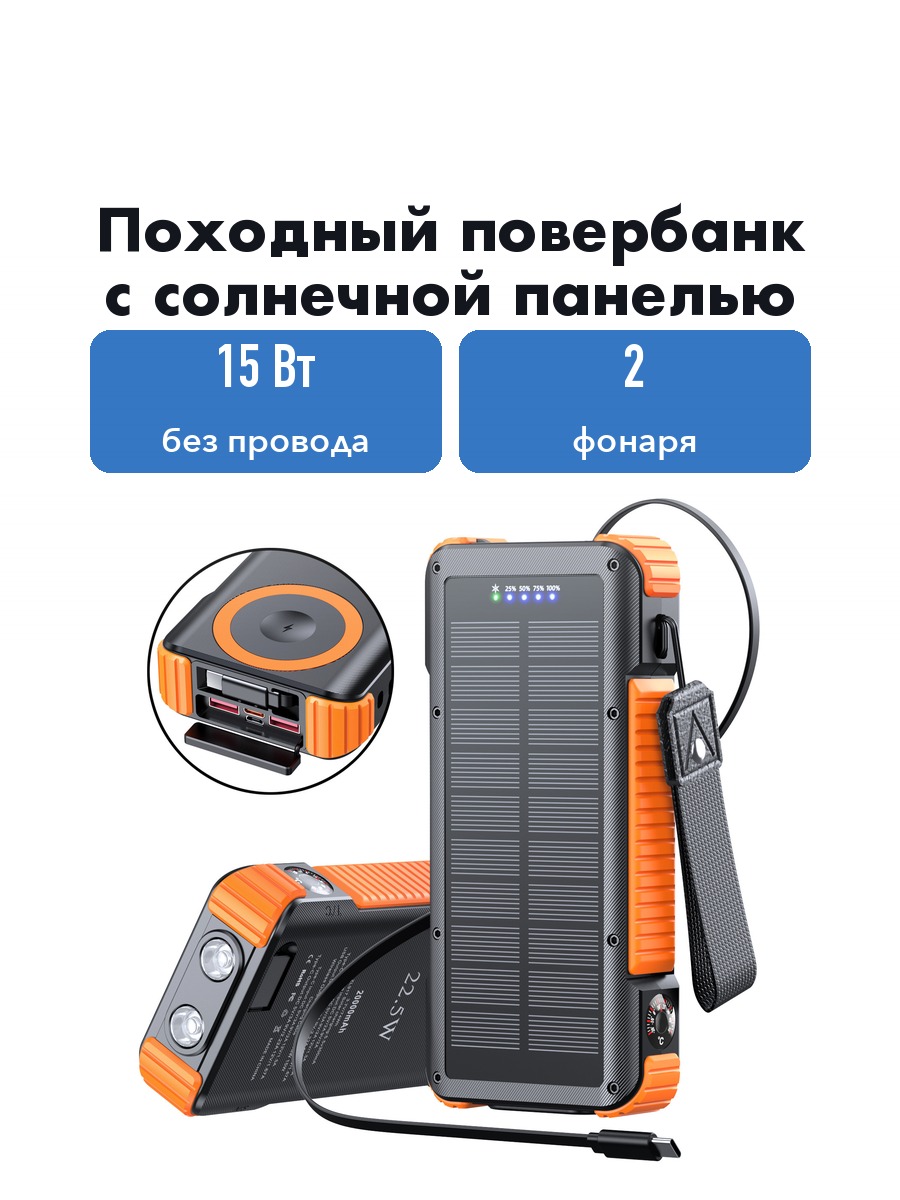 Походный повербанк
с солнечной панелью
15 Вт
без провода
2
фонаря
25% 50% 75% 100%
°C
22.5W
20000mAh
°C